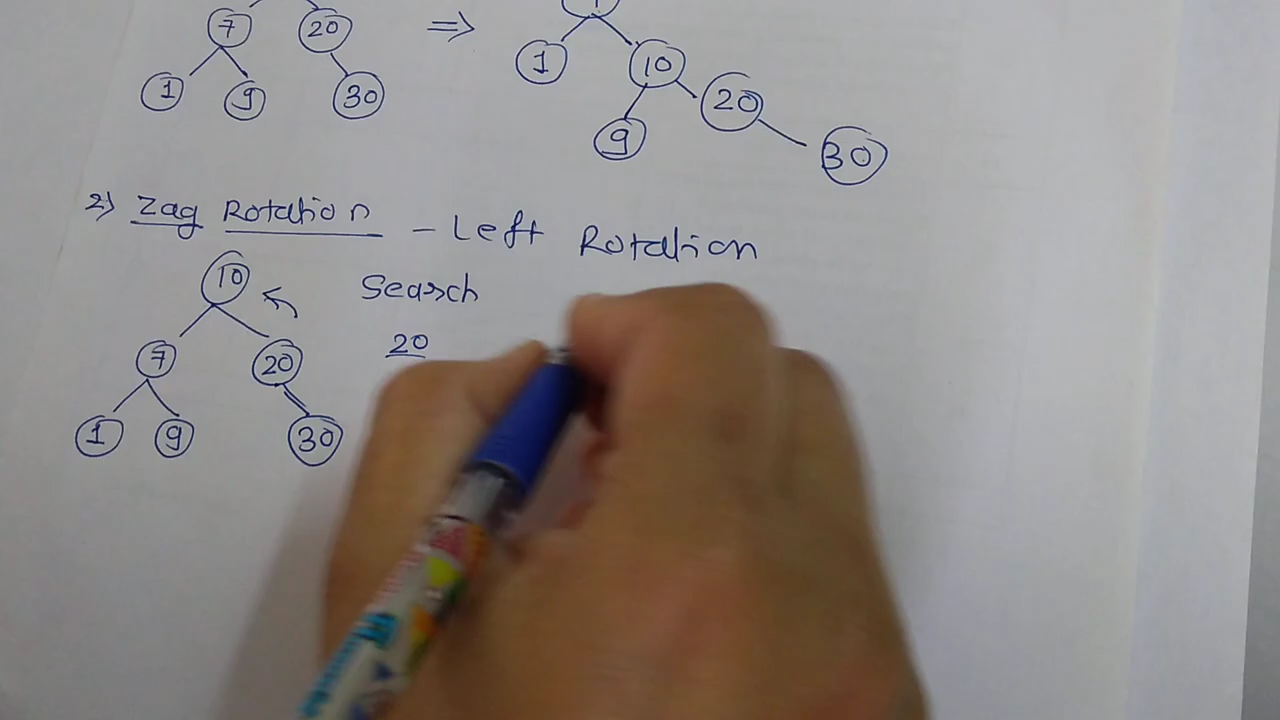 7 20 ⇒ 1 10 20
1 9 30 9 30
2) Zag Rotation - Left Rotation
10 Search
7 20 20
1 9 30